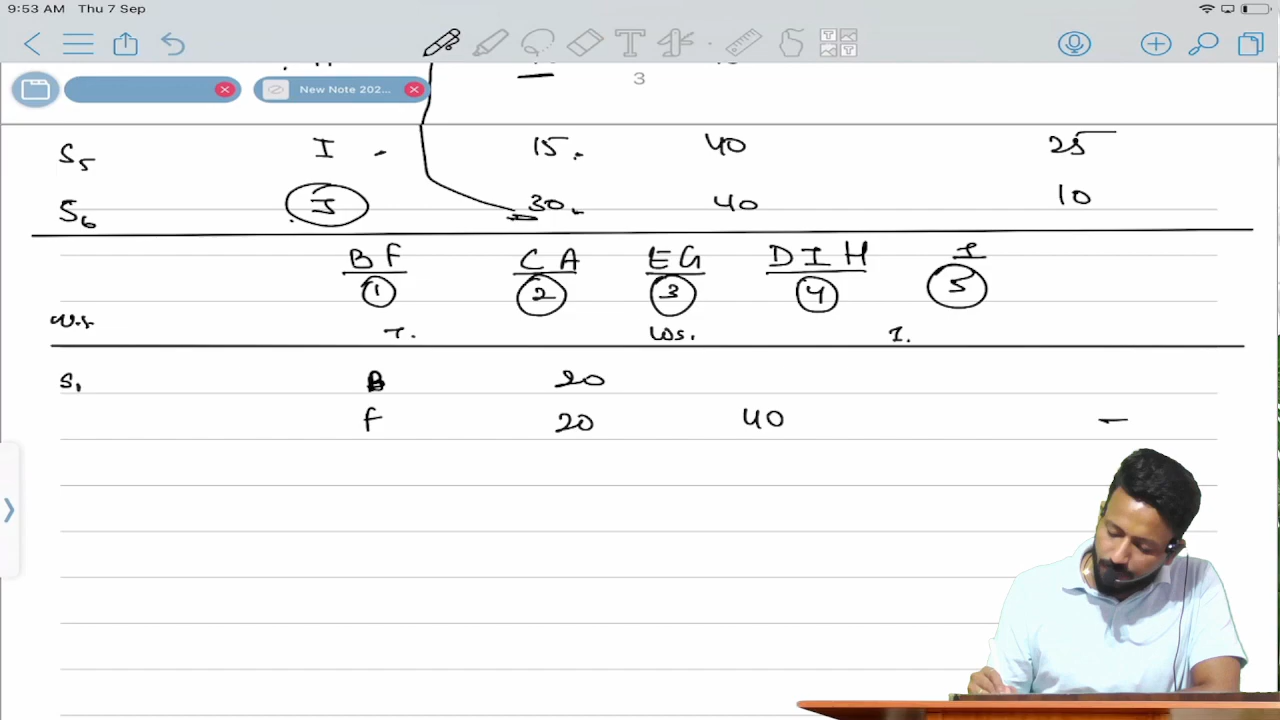 9:53 AM Thu 7 Sep
3
New Note 202...
S5 I 15 40 25
S6 J 30 40 10
BF CA EG DIH J
1 2 3 4 5
W.S T. Ws. I.
S1 B 20
F 20 40 —